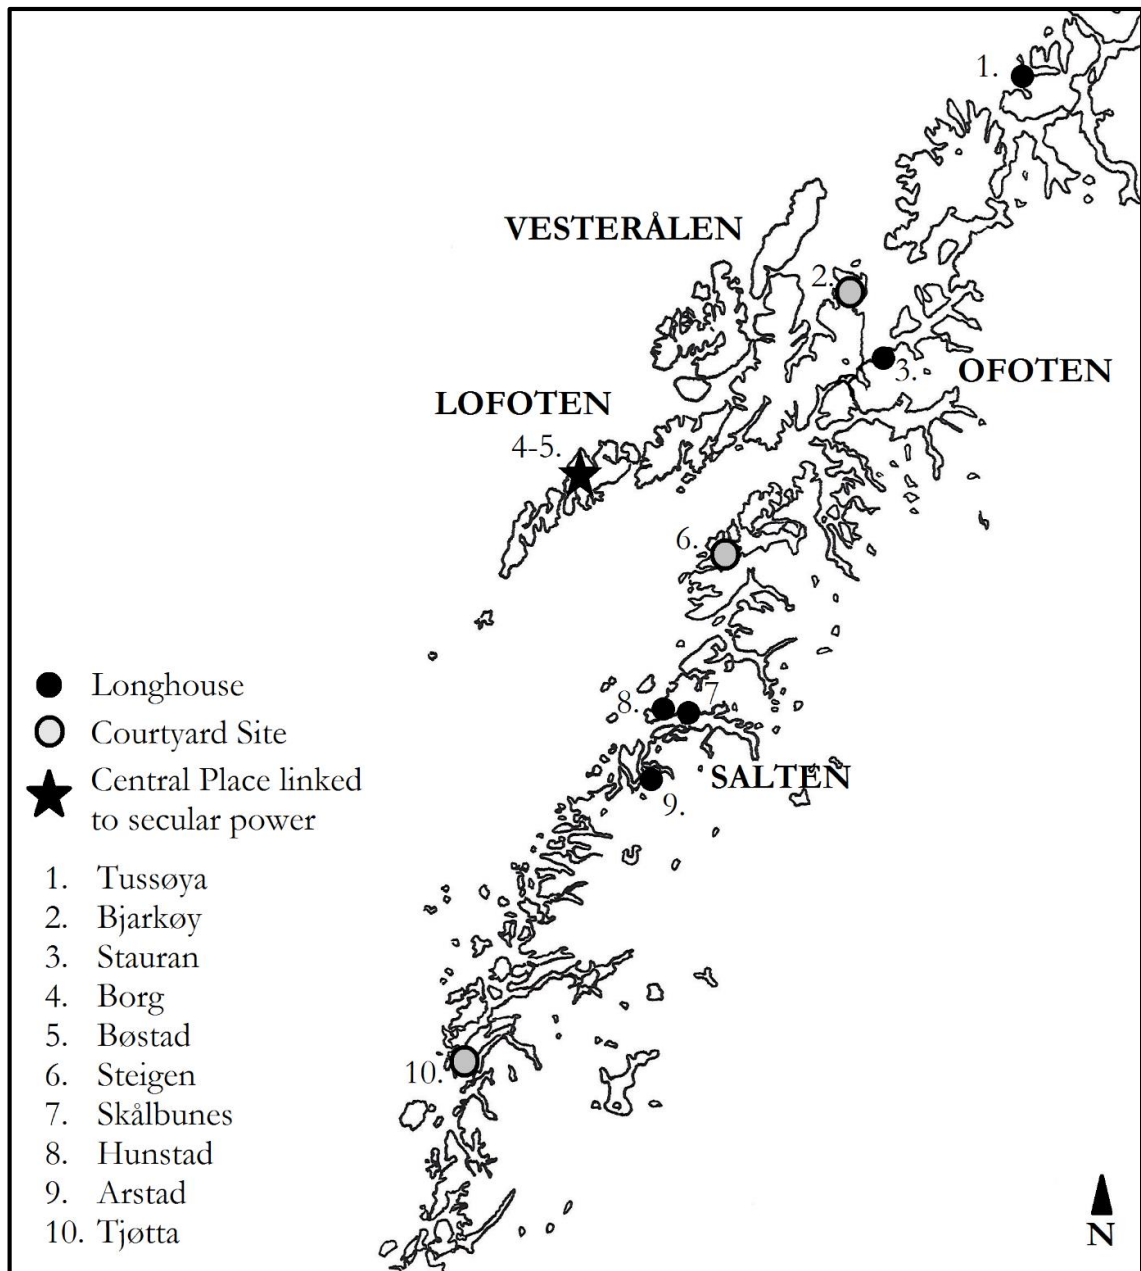 1.
VESTERÅLEN
2.
3.
OFOTEN
LOFOTEN
4-5.
6.
8.
7
SALTEN
9.
10.
Longhouse
Courtyard Site
Central Place linked
to secular power
1. Tussøya
2. Bjarkøy
3. Stauran
4. Borg
5. Bøstad
6. Steigen
7. Skålbunes
8. Hunstad
9. Arstad
10. Tjøtta
N